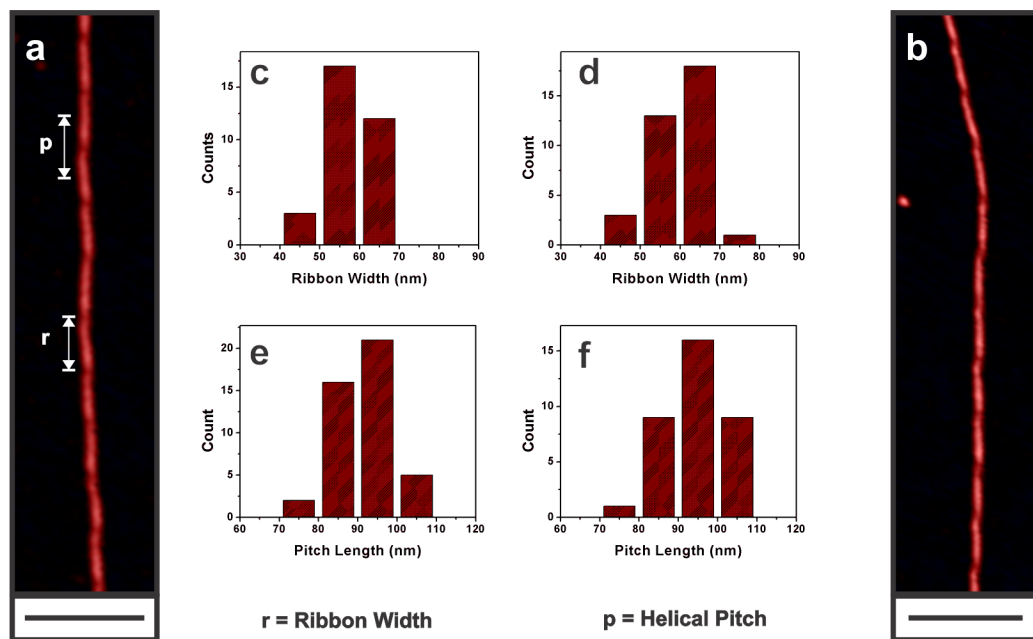 a
p
r
b
c
Counts
15
10
5
0
30 40 50 60 70 80 90
Ribbon Width (nm)
d
Count
15
10
5
0
30 40 50 60 70 80 90
Ribbon Width (nm)
e
Count
20
15
10
5
0
60 70 80 90 100 110 120
Pitch Length (nm)
f
Count
15
10
5
0
60 70 80 90 100 110 120
Pitch Length (nm)
r = Ribbon Width
p = Helical Pitch